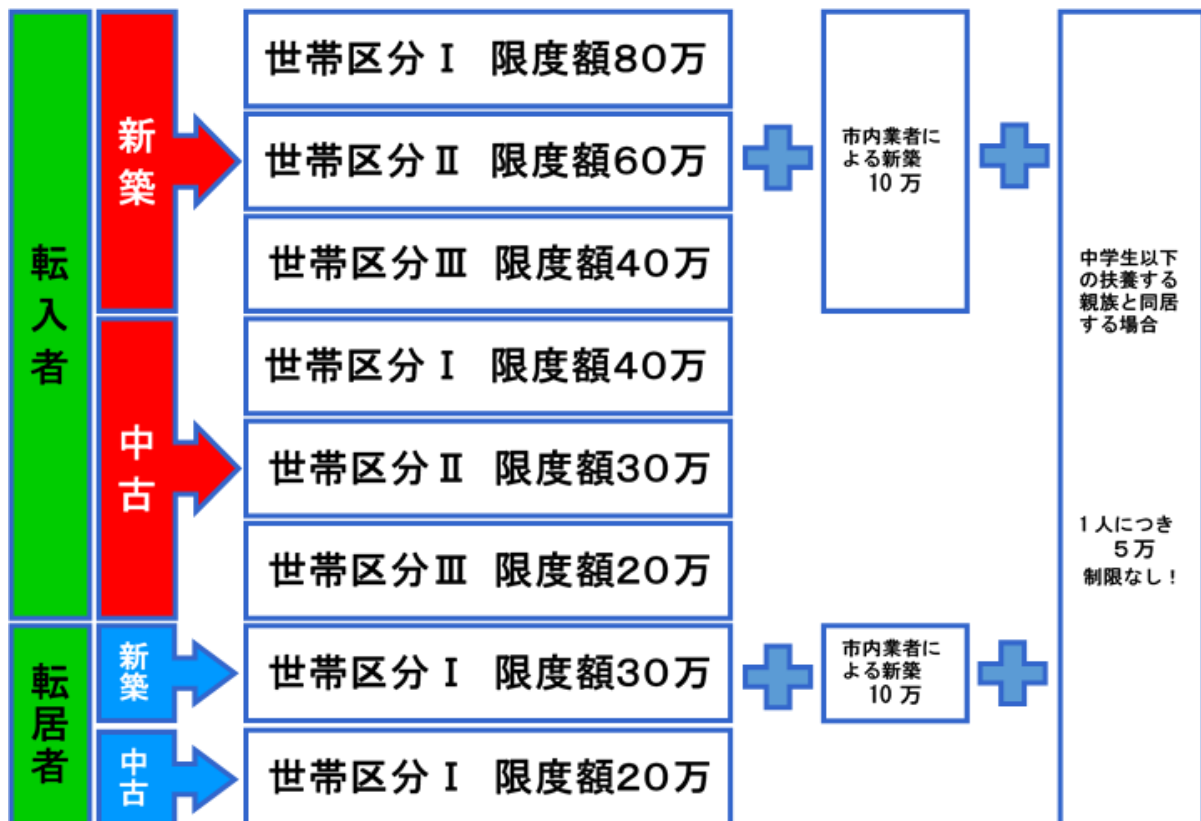 転入者
新築
世帯区分Ⅰ 限度額80万
世帯区分Ⅱ 限度額60万
世帯区分Ⅲ 限度額40万
市内業者に
よる新築
10万
中古
世帯区分Ⅰ 限度額40万
世帯区分Ⅱ 限度額30万
世帯区分Ⅲ 限度額20万
転居者
新築
世帯区分Ⅰ 限度額30万
市内業者に
よる新築
10万
中古
世帯区分Ⅰ 限度額20万
中学生以下
の扶養する
親族と同居
する場合
1人につき
5万
制限なし！